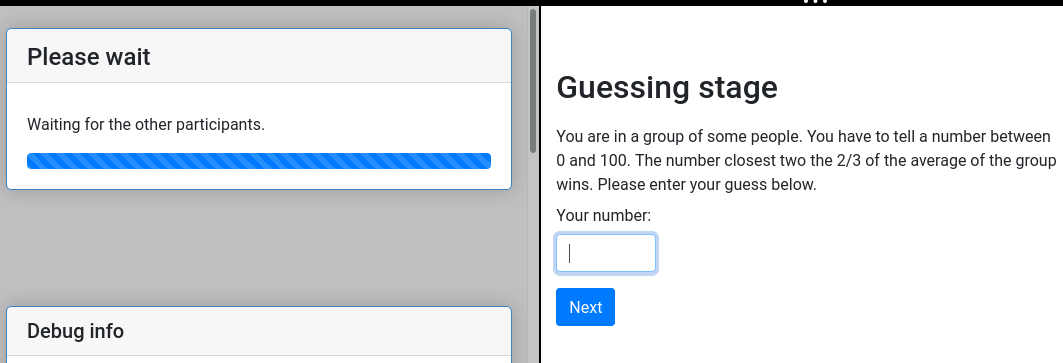 Please wait
Waiting for the other participants.
Debug info
Guessing stage
You are in a group of some people. You have to tell a number between
0 and 100. The number closest two the 2/3 of the average of the group
wins. Please enter your guess below.
Your number:
Next